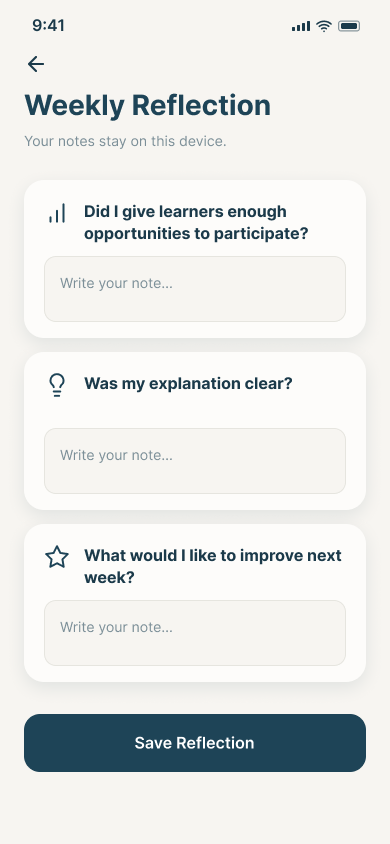 9:41
Weekly Reflection
Your notes stay on this device.
Did I give learners enough
opportunities to participate?
Write your note...
Was my explanation clear?
Write your note...
What would I like to improve next
week?
Write your note...
Save Reflection